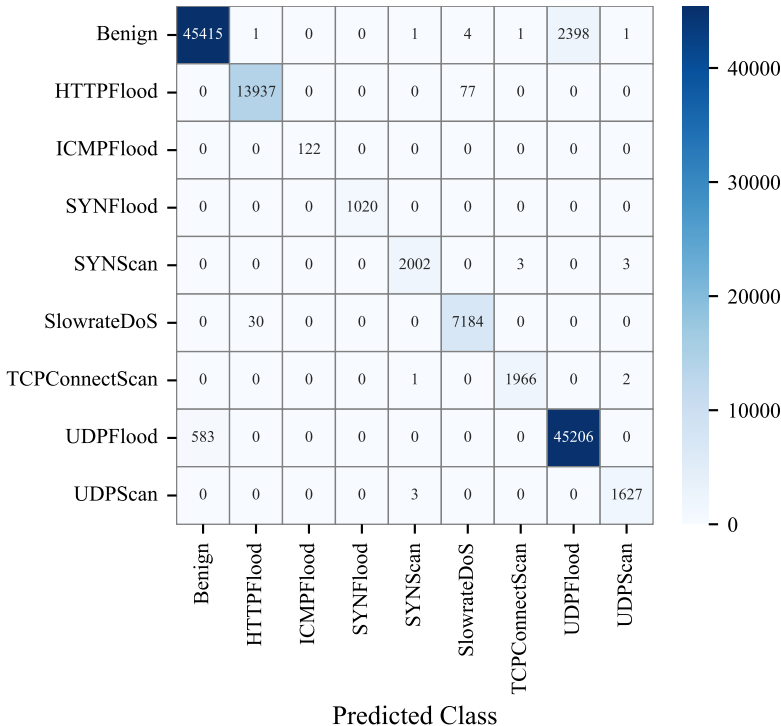 Benign 45415 1 0 0 1 4 1 2398 1
HTTPFlood 0 13937 0 0 0 77 0 0 0
ICMPFlood 0 0 122 0 0 0 0 0 0
SYNFlood 0 0 0 1020 0 0 0 0 0
SYNScan 0 0 0 0 2002 0 3 0 3
SlowrateDoS 0 30 0 0 0 7184 0 0 0
TCPConnectScan 0 0 0 0 1 0 1966 0 2
UDPFlood 583 0 0 0 0 0 0 45206 0
UDPScan 0 0 0 0 3 0 0 0 1627
Benign
HTTPFlood
ICMPFlood
SYNFlood
SYNScan
SlowrateDoS
TCPConnectScan
UDPFlood
UDPScan
Predicted Class
40000
30000
20000
10000
0